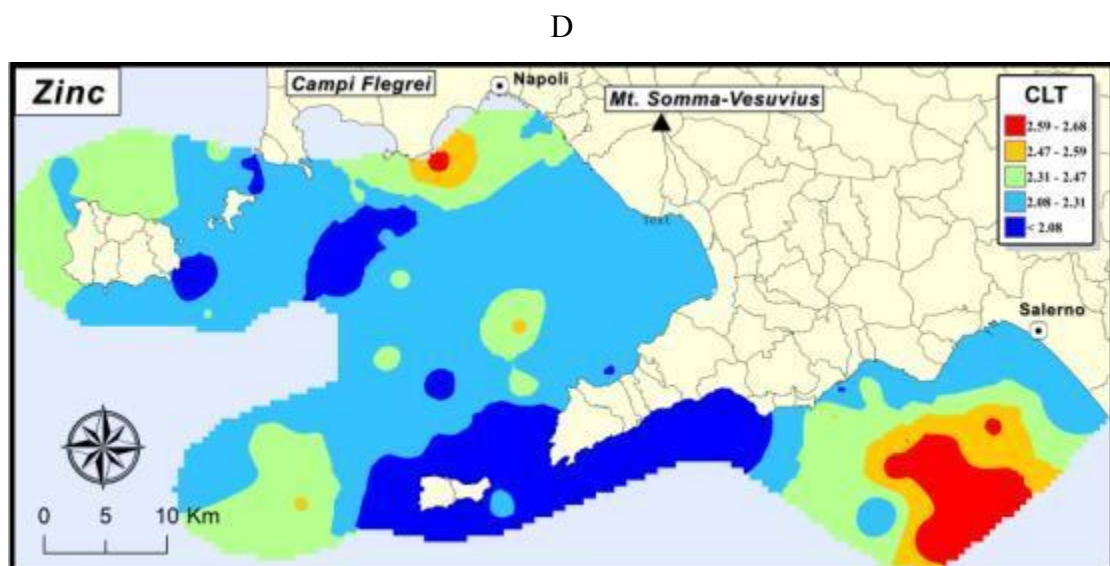 D
Zinc
Campi Flegrei
Napoli
Mt. Somma-Vesuvius
CLT
2.59 - 2.68
2.47 - 2.59
2.31 - 2.47
2.08 - 2.31
< 2.08
Text
Salerno
0 5 10 Km